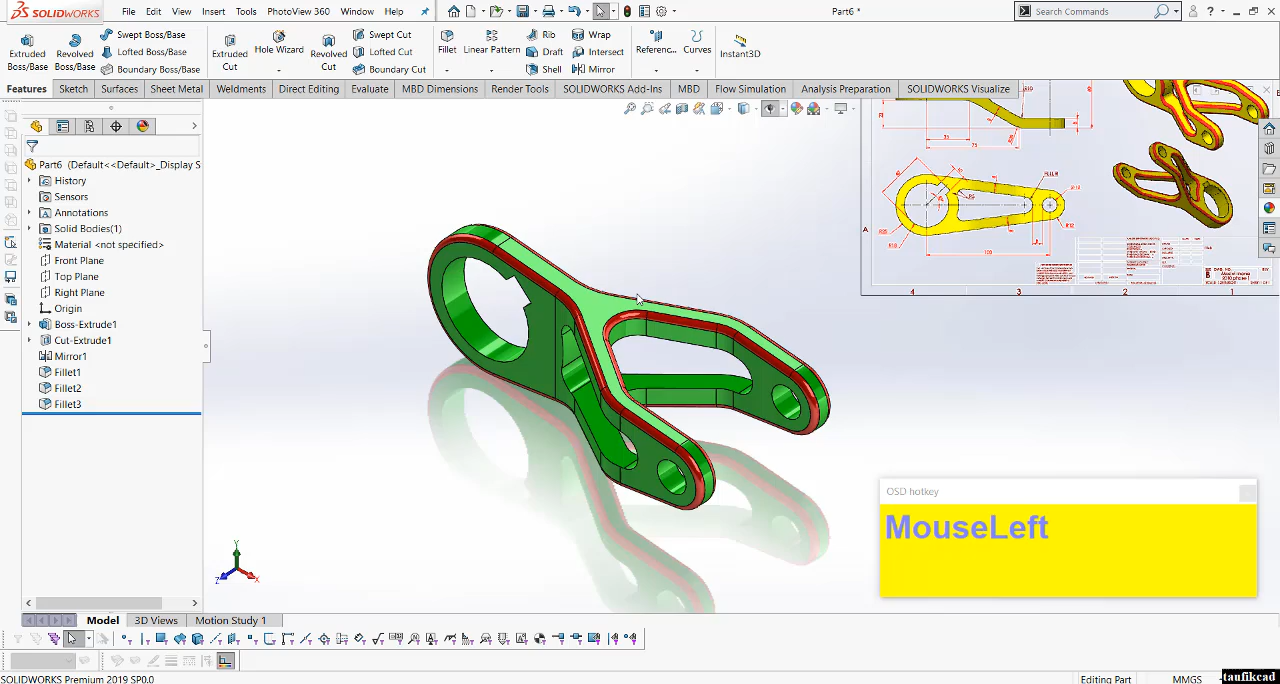 SOLIDWORKS
File Edit View Insert Tools PhotoView 360 Window Help
Part6 *
Search Commands
Extruded Boss/Base
Revolved Boss/Base
Swept Boss/Base
Lofted Boss/Base
Boundary Boss/Base
Extruded Cut
Hole Wizard
Revolved Cut
Swept Cut
Lofted Cut
Boundary Cut
Fillet
Linear Pattern
Rib
Draft
Shell
Wrap
Intersect
Mirror
Referenc...
Curves
Instant3D
Features Sketch Surfaces Sheet Metal Weldments Direct Editing Evaluate MBD Dimensions Render Tools SOLIDWORKS Add-Ins MBD Flow Simulation Analysis Preparation SOLIDWORKS Visualize
Part6 (Default<<Default>_Display S
History
Sensors
Annotations
Solid Bodies(1)
Material <not specified>
Front Plane
Top Plane
Right Plane
Origin
Boss-Extrude1
Cut-Extrude1
Mirror1
Fillet1
Fillet2
Fillet3
A
4 3 2 1
Y
Z X
OSD hotkey
MouseLeft
Model 3D Views Motion Study 1
SOLIDWORKS Premium 2019 SP0.0
Editing Part
MMGS
taufikcad